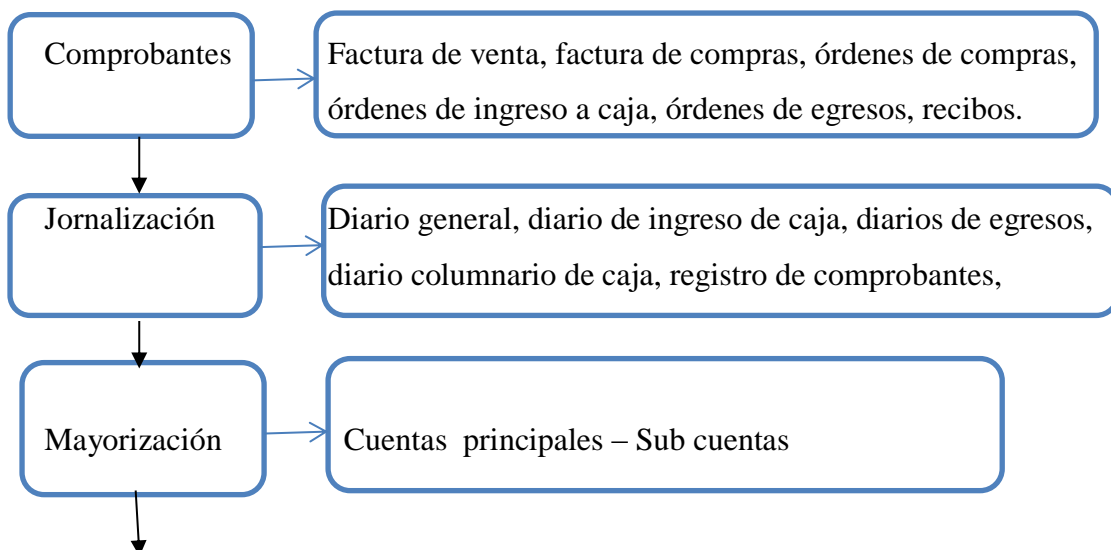 Comprobantes
Factura de venta, factura de compras, órdenes de compras,
órdenes de ingreso a caja, órdenes de egresos, recibos.
Jornalización
Diario general, diario de ingreso de caja, diarios de egresos,
diario columnario de caja, registro de comprobantes,
Mayorización
Cuentas principales – Sub cuentas